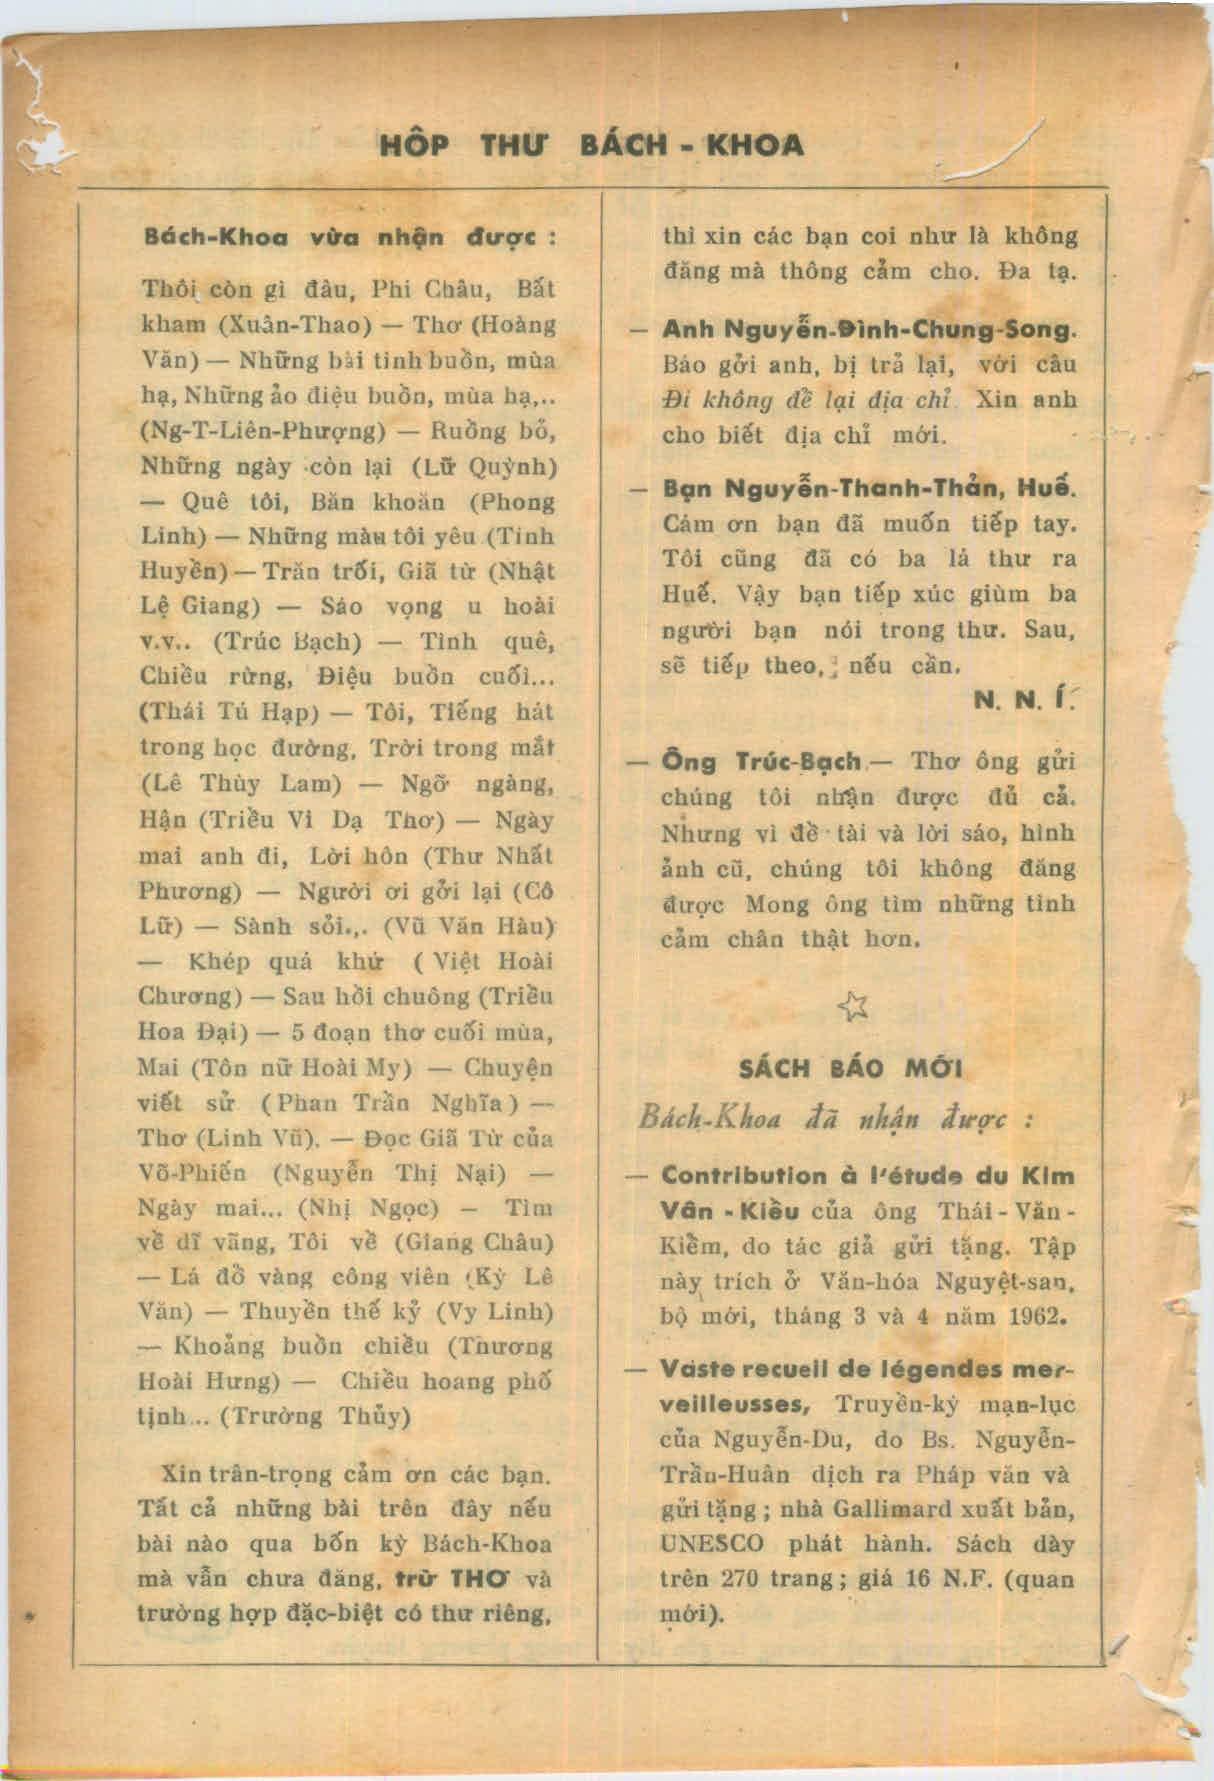 HÔP THƯ BÁCH - KHOA
Bách-Khoa vừa nhận được :
Thôi còn gì đâu, Phi Châu, Bất
kham (Xuân-Thao) — Thơ (Hoàng
Văn) — Những bài tình buồn, mùa
hạ, Những ảo điệu buồn, mùa hạ,..
(Ng-T-Liên-Phượng) — Ruồng bỏ,
Những ngày còn lại (Lữ Quỳnh)
— Quê tôi, Băn khoăn (Phong
Linh) — Những màu tôi yêu (Tinh
Huyền) — Trăn trối, Giã từ (Nhật
Lệ Giang) — Sáo vọng u hoài
v.v.. (Trúc Bạch) — Tình quê,
Chiều rừng, Điệu buồn cuối...
(Thái Tú Hạp) — Tôi, Tiếng hát
trong học đường, Trời trong mắt
(Lê Thùy Lam) — Ngỡ ngàng,
Hận (Triều Vi Dạ Thơ) — Ngày
mai anh đi, Lời hôn (Thư Nhất
Phương) — Người ơi gởi lại (Cô
Lữ) — Sành sỏi.,. (Vũ Văn Hàu)
— Khép quá khứ ( Việt Hoài
Chương) — Sau hồi chuông (Triều
Hoa Đại) — 5 đoạn thơ cuối mùa,
Mai (Tôn nữ Hoài My) — Chuyện
viết sử (Phan Trần Nghĩa) —
Thơ (Linh Vũ). — Đọc Giã Từ của
Võ-Phiến (Nguyễn Thị Nại) —
Ngày mai... (Nhị Ngọc) — Tìm
về dĩ vãng, Tôi về (Giang Châu)
— Lá đổ vàng công viên (Kỳ Lê
Văn) — Thuyền thế kỷ (Vy Linh)
— Khoảng buồn chiều (Thương
Hoài Hưng) — Chiều hoang phố
tịnh... (Trường Thủy)
Xin trân-trọng cảm ơn các bạn.
Tất cả những bài trên đây nếu
bài nào qua bốn kỳ Bách-Khoa
mà vẫn chưa đăng, trừ THƠ và
trường hợp đặc-biệt có thư riêng,
thì xin các bạn coi như là không
đăng mà thông cảm cho. Đa tạ.
— Anh Nguyễn-Đình-Chung-Song.
Báo gởi anh, bị trả lại, với câu
Đi không để lại địa chỉ. Xin anh
cho biết địa chỉ mới.
— Bạn Nguyễn-Thanh-Thản, Huế.
Cảm ơn bạn đã muốn tiếp tay.
Tôi cũng đã có ba lá thư ra
Huế. Vậy bạn tiếp xúc giùm ba
người bạn nói trong thư. Sau,
sẽ tiếp theo, nếu cần.
N. N. Í.
— Ông Trúc-Bạch — Thơ ông gửi
chúng tôi nhận được đủ cả.
Nhưng vì đề tài và lời sáo, hình
ảnh cũ, chúng tôi không đăng
được Mong ông tìm những tình
cảm chân thật hơn.
SÁCH BÁO MỚI
Bách-Khoa đã nhận được :
— Contribution à l'étude du Kim
Vân - Kiều của ông Thái - Văn -
Kiểm, do tác giả gửi tặng. Tập
này trích ở Văn-hóa Nguyệt-san,
bộ mới, tháng 3 và 4 năm 1962.
— Vaste recueil de légendes mer-
veilleusses, Truyền-kỳ mạn-lục
của Nguyễn-Du, do Bs. Nguyễn-
Trần-Huân dịch ra Pháp văn và
gửi tặng ; nhà Gallimard xuất bản,
UNESCO phát hành. Sách dày
trên 270 trang ; giá 16 N.F. (quan
mới).